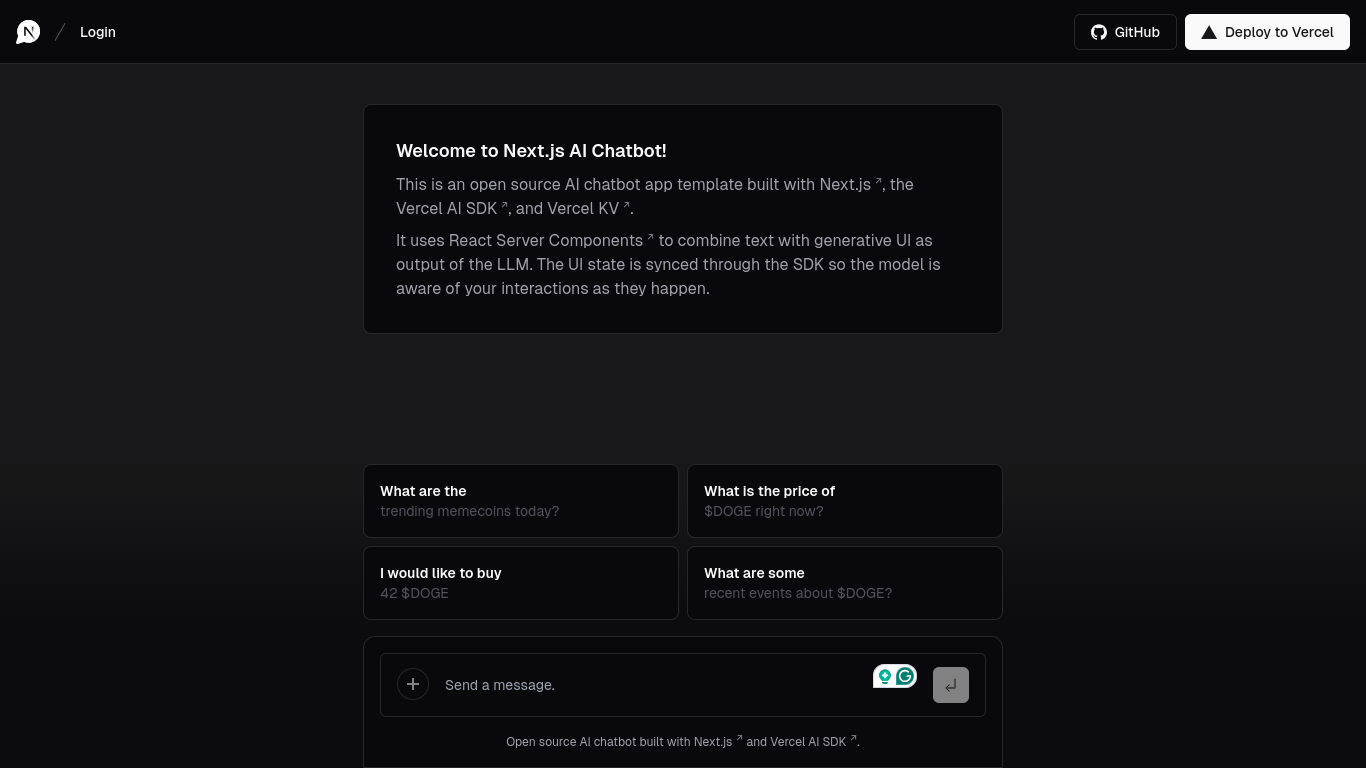 Login
GitHub
Deploy to Vercel
Welcome to Next.js AI Chatbot!
This is an open source AI chatbot app template built with Next.js ↗, the
Vercel AI SDK ↗, and Vercel KV ↗.
It uses React Server Components ↗ to combine text with generative UI as
output of the LLM. The UI state is synced through the SDK so the model is
aware of your interactions as they happen.
What are the
trending memecoins today?
What is the price of
$DOGE right now?
I would like to buy
42 $DOGE
What are some
recent events about $DOGE?
Send a message.
Open source AI chatbot built with Next.js ↗ and Vercel AI SDK ↗.